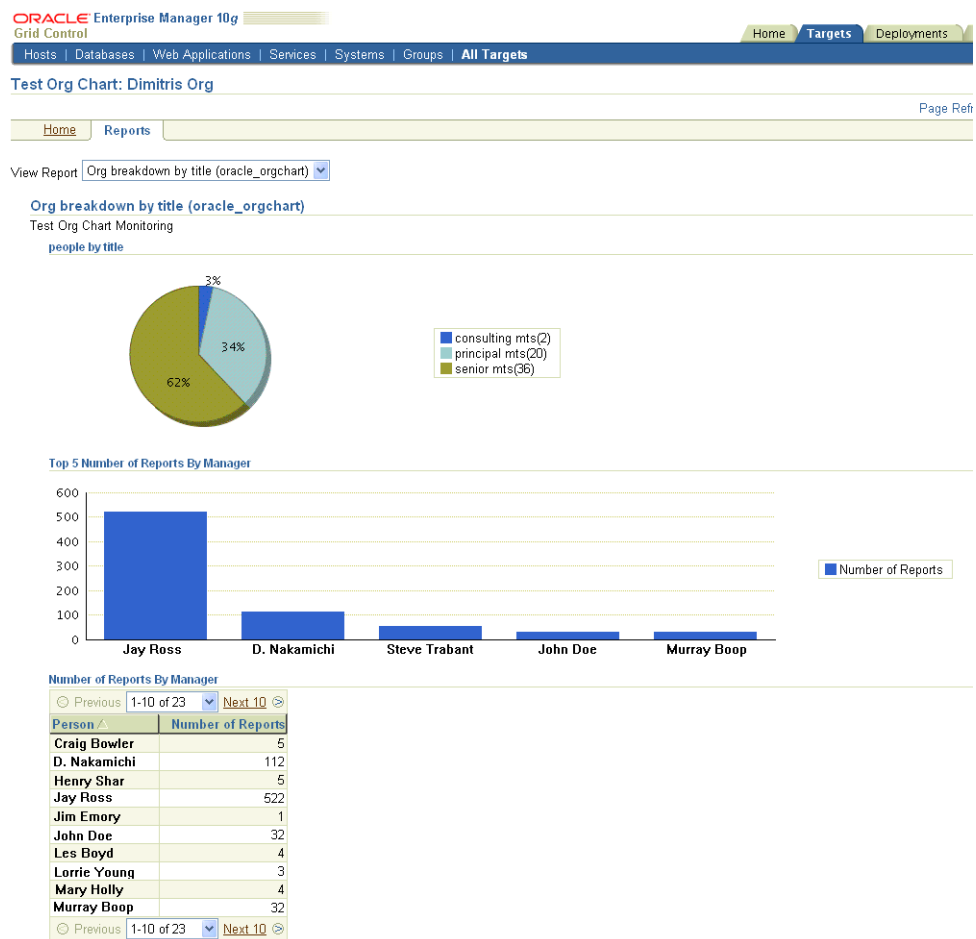 ORACLE Enterprise Manager 10g
Grid Control
Home Targets Deployments
Hosts | Databases | Web Applications | Services | Systems | Groups | All Targets
Test Org Chart: Dimitris Org
Page Refr
Home Reports
View Report Org breakdown by title (oracle_orgchart)
Org breakdown by title (oracle_orgchart)
Test Org Chart Monitoring
people by title
3%
34%
62%
consulting mts(2)
principal mts(20)
senior mts(36)
Top 5 Number of Reports By Manager
600
500
400
300
200
100
0
Jay Ross D. Nakamichi Steve Trabant John Doe Murray Boop
Number of Reports
Number of Reports By Manager
Previous 1-10 of 23 Next 10
Person Number of Reports
Craig Bowler 5
D. Nakamichi 112
Henry Shar 5
Jay Ross 522
Jim Emory 1
John Doe 32
Les Boyd 4
Lorrie Young 3
Mary Holly 4
Murray Boop 32
Previous 1-10 of 23 Next 10